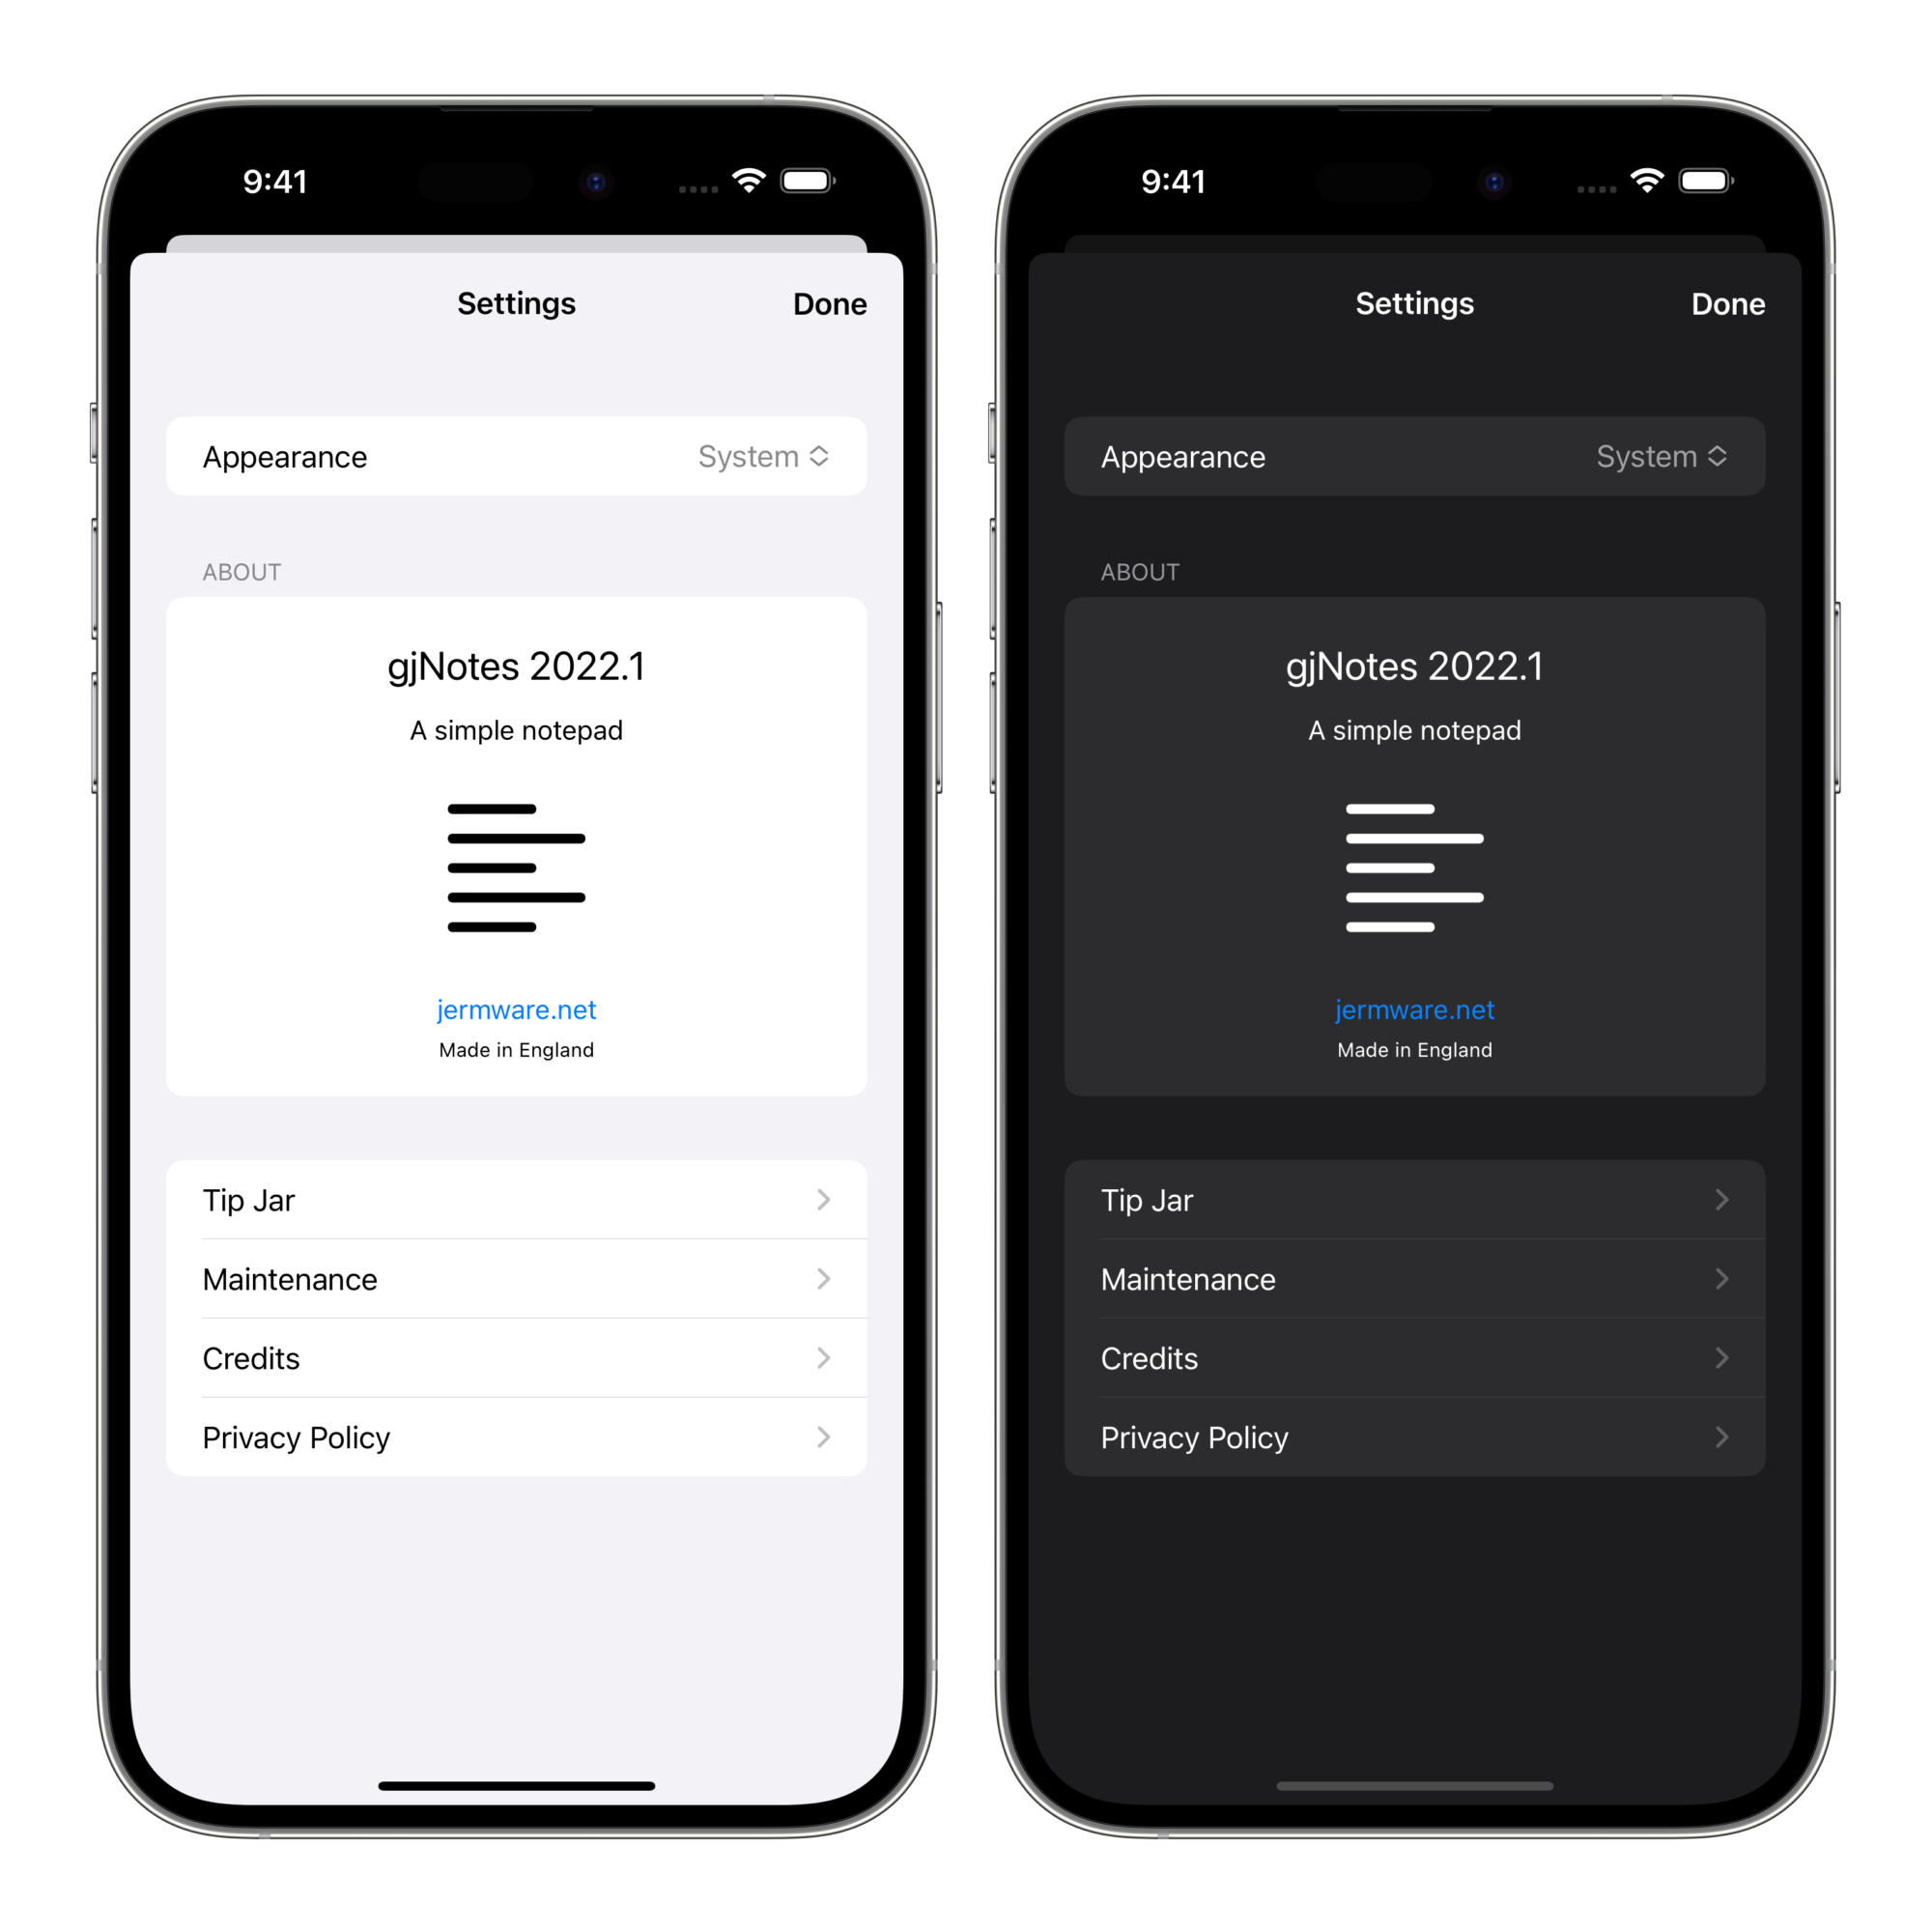 9:41
Settings
Done
Appearance
System
ABOUT
gjNotes 2022.1
A simple notepad
jermware.net
Made in England
Tip Jar
Maintenance
Credits
Privacy Policy
9:41
Settings
Done
Appearance
System
ABOUT
gjNotes 2022.1
A simple notepad
jermware.net
Made in England
Tip Jar
Maintenance
Credits
Privacy Policy